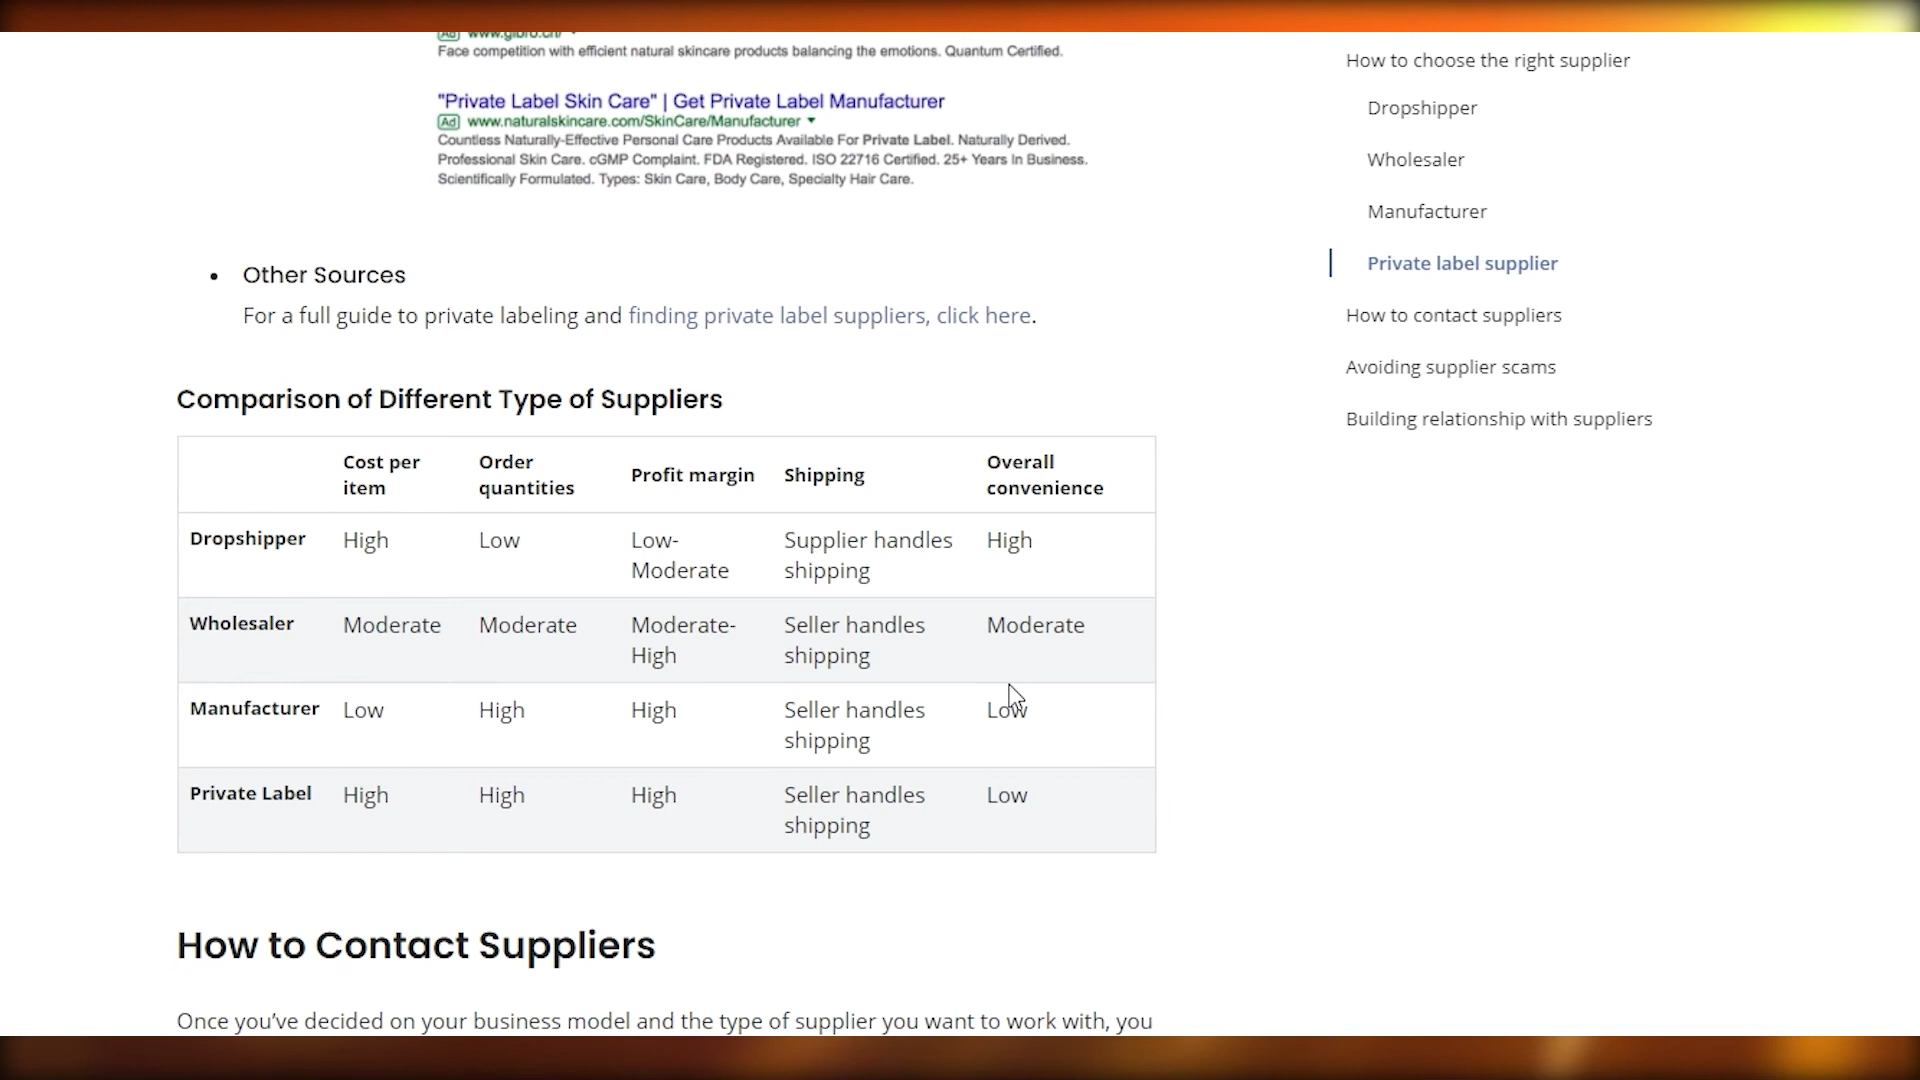 Ad www.gibro.cn/
Face competition with efficient natural skincare products balancing the emotions. Quantum Certified.
"Private Label Skin Care" | Get Private Label Manufacturer
Ad www.naturalskincare.com/SkinCare/Manufacturer
Countless Naturally-Effective Personal Care Products Available For Private Label. Naturally Derived.
Professional Skin Care. cGMP Complaint. FDA Registered. ISO 22716 Certified. 25+ Years In Business.
Scientifically Formulated. Types: Skin Care, Body Care, Specialty Hair Care.
• Other Sources
For a full guide to private labeling and finding private label suppliers, click here.
Comparison of Different Type of Suppliers
Cost per item Order quantities Profit margin Shipping Overall convenience
Dropshipper High Low Low-Moderate Supplier handles shipping High
Wholesaler Moderate Moderate Moderate-High Seller handles shipping Moderate
Manufacturer Low High High Seller handles shipping Low
Private Label High High High Seller handles shipping Low
How to Contact Suppliers
Once you've decided on your business model and the type of supplier you want to work with, you
How to choose the right supplier
Dropshipper
Wholesaler
Manufacturer
Private label supplier
How to contact suppliers
Avoiding supplier scams
Building relationship with suppliers